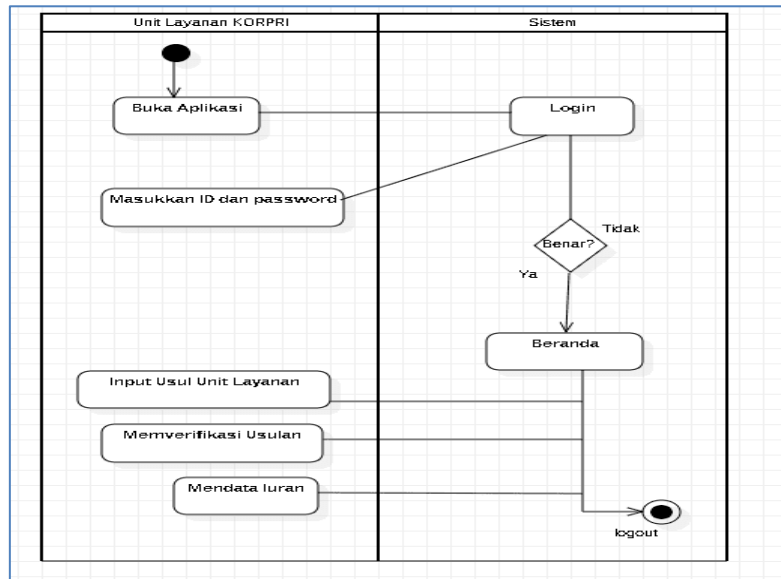 Unit Layanan KORPRI
Sistem
Buka Aplikasi
Login
Masukkan ID dan password
Tidak
Benar?
Ya
Beranda
Input Usul Unit Layanan
Memverifikasi Usulan
Mendata Iuran
logout